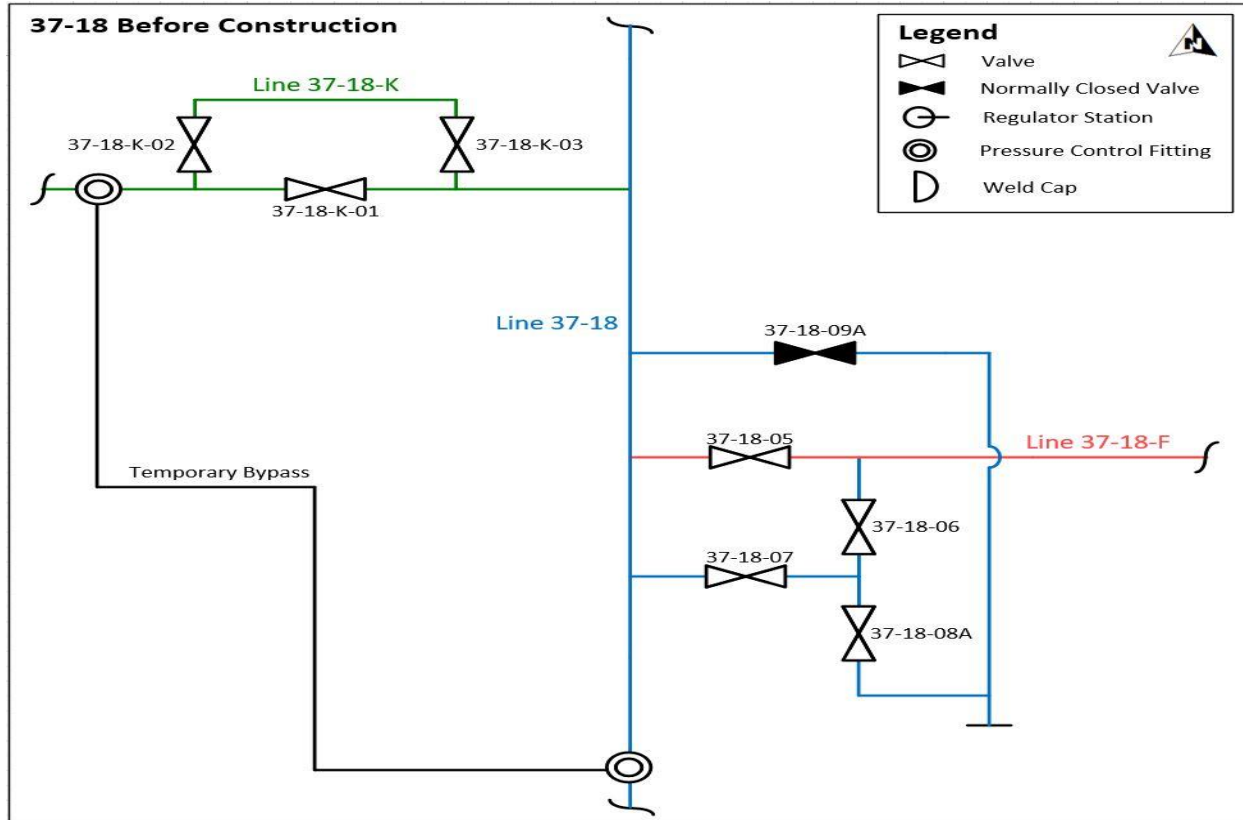 37-18 Before Construction
Legend
N
Valve
Normally Closed Valve
Regulator Station
Pressure Control Fitting
Weld Cap
Line 37-18-K
37-18-K-02
37-18-K-03
37-18-K-01
Line 37-18
37-18-09A
37-18-05
Line 37-18-F
Temporary Bypass
37-18-06
37-18-07
37-18-08A